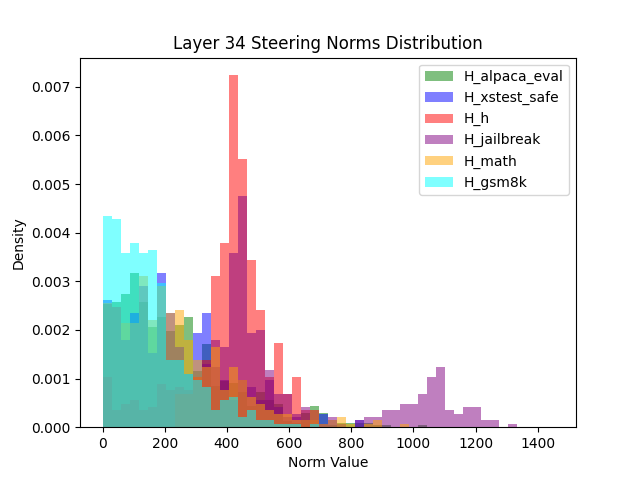 Layer 34 Steering Norms Distribution
H_alpaca_eval
H_xstest_safe
H_h
H_jailbreak
H_math
H_gsm8k
Density
0.007
0.006
0.005
0.004
0.003
0.002
0.001
0.000
0 200 400 600 800 1000 1200 1400
Norm Value